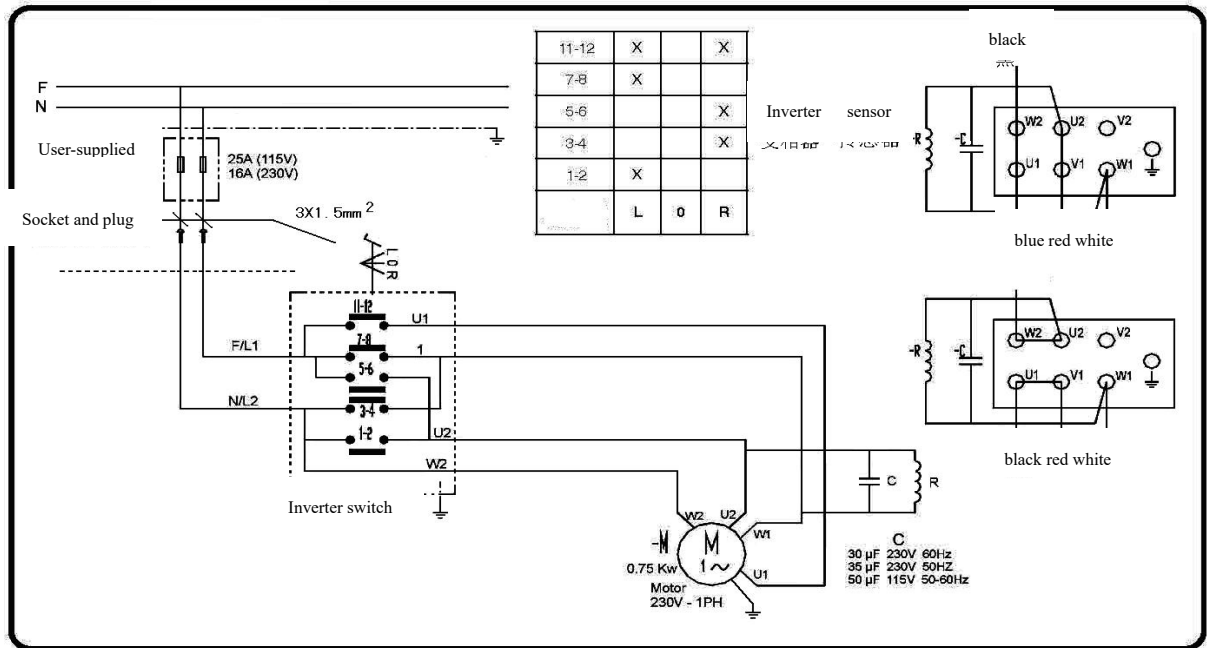 F
N
User-supplied
25A (115V)
16A (230V)
Socket and plug
3X1.5mm 2
L O R
11-12 X X
7-8 X
5-6 X
3-4 X
1-2 X
L 0 R
Inverter sensor
black
W2 U2 V2
U1 V1 W1
-R
-C
blue red white
W2 U2 V2
U1 V1 W1
-R
-C
black red white
11-12
7-8
5-6
3-4
1-2
F/L1
N/L2
U1
1
U2
W2
Inverter switch
W2 U2
W1
U1
-M
M
1~
0.75 Kw
Motor
230V - 1PH
C
R
C
30 µF 230V 60Hz
35 µF 230V 50HZ
50 µF 115V 50-60Hz